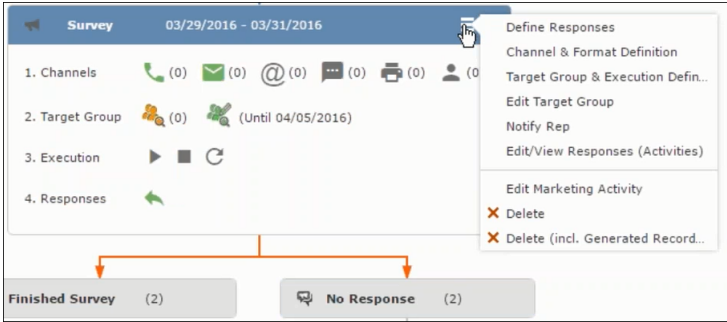 Survey 03/29/2016 - 03/31/2016
1. Channels (0) (0) @ (0) (0) (0) (0
2. Target Group (0) (Until 04/05/2016)
3. Execution
4. Responses
Define Responses
Channel & Format Definition
Target Group & Execution Defin...
Edit Target Group
Notify Rep
Edit/View Responses (Activities)
Edit Marketing Activity
Delete
Delete (incl. Generated Record...
Finished Survey (2)
No Response (2)